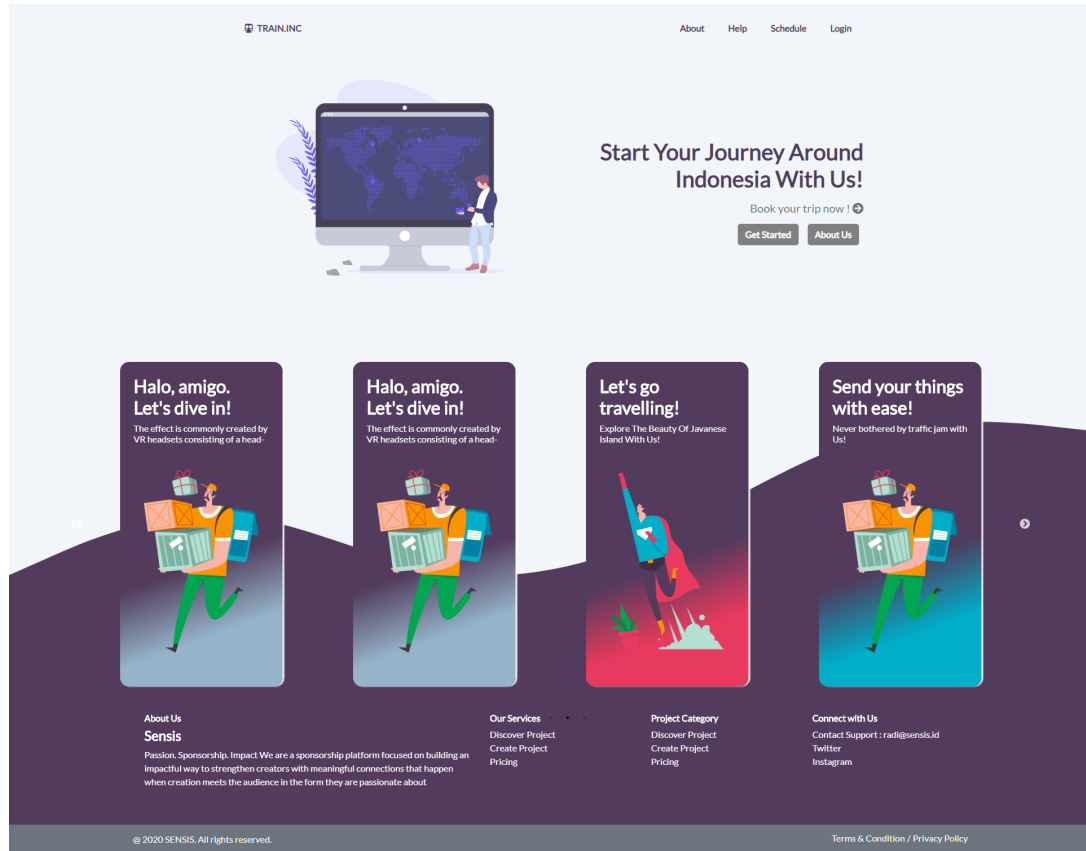 TRAIN.INC
About
Help
Schedule
Login
Start Your Journey Around
Indonesia With Us!
Book your trip now !
Get Started
About Us
Halo, amigo.
Let's dive in!
The effect is commonly created by
VR headsets consisting of a head-
Halo, amigo.
Let's dive in!
The effect is commonly created by
VR headsets consisting of a head-
Let's go
travelling!
Explore The Beauty Of Javanese
Island With Us!
Send your things
with ease!
Never bothered by traffic jam with
Us!
About Us
Sensis
Passion. Sponsorship. Impact We are a sponsorship platform focused on building an
impactful way to strengthen creators with meaningful connections that happen
when creation meets the audience in the form they are passionate about
Our Services
Discover Project
Create Project
Pricing
Project Category
Discover Project
Create Project
Pricing
Connect with Us
Contact Support : radi@sensis.id
Twitter
Instagram
@ 2020 SENSIS. All rights reserved.
Terms & Condition / Privacy Policy